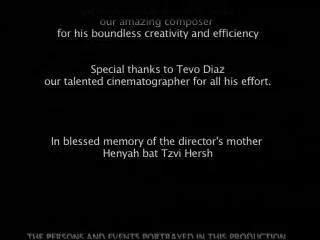 our amazing composer
for his boundless creativity and efficiency
Special thanks to Tevo Diaz
our talented cinematographer for all his effort.
In blessed memory of the director's mother
Henyah bat Tzvi Hersh
THE PERSONS AND EVENTS PORTRAYED IN THIS PRODUCTION